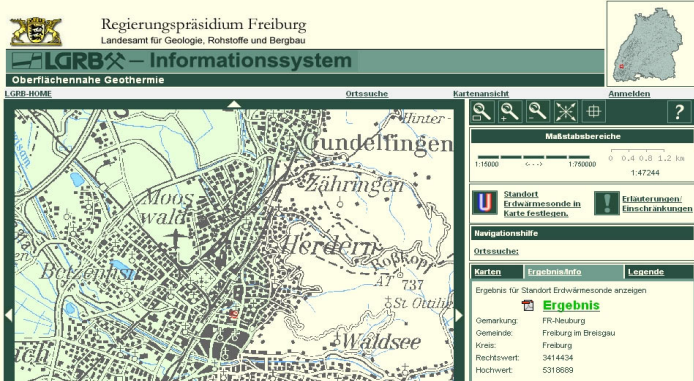 Regierungspräsidium Freiburg
Landesamt für Geologie, Rohstoffe und Bergbau
LGRB – Informationssystem
Oberflächennahe Geothermie
LGRB-HOME Ortssuche Kartenansicht Anmelden
Hinter-
Gundelfingen
Zähringen
Moos
wald
Herdern
Roßkopf
Betzenhsn
AT 737
St Ottilien
Waldsee
?
Maßstabsbereiche
0 0.4 0.8 1.2 km
1:15000 <---> 1:750000
1:47244
Standort
Erdwärmesonde in
Karte festlegen.
Erläuterungen/
Einschränkungen
Navigationshilfe
Ortssuche:
Karten Ergebnis/Info Legende
Ergebnis für Standort Erdwärmesonde anzeigen
Ergebnis
Gemarkung: FR-Neuburg
Gemeinde: Freiburg im Breisgau
Kreis: Freiburg
Rechtswert: 3414434
Hochwert: 5318689